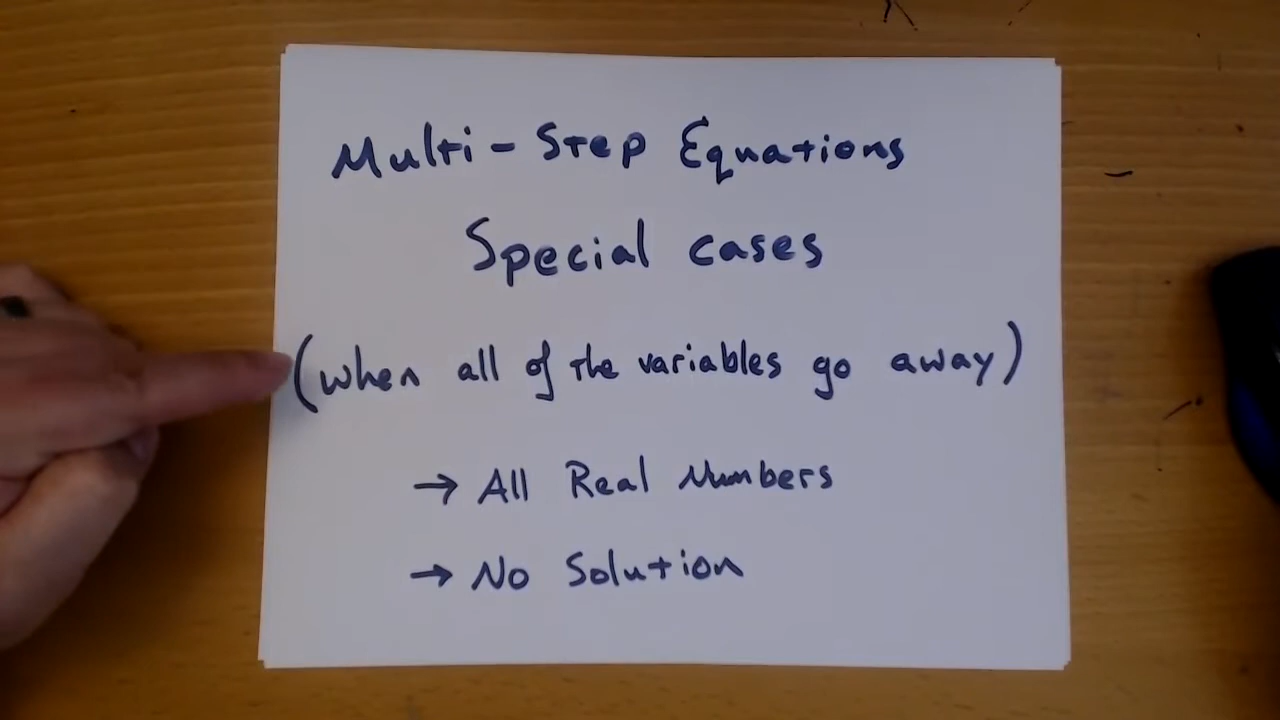 Multi-Step Equations
Special cases
(when all of the variables go away)
→ All Real Numbers
→ No Solution